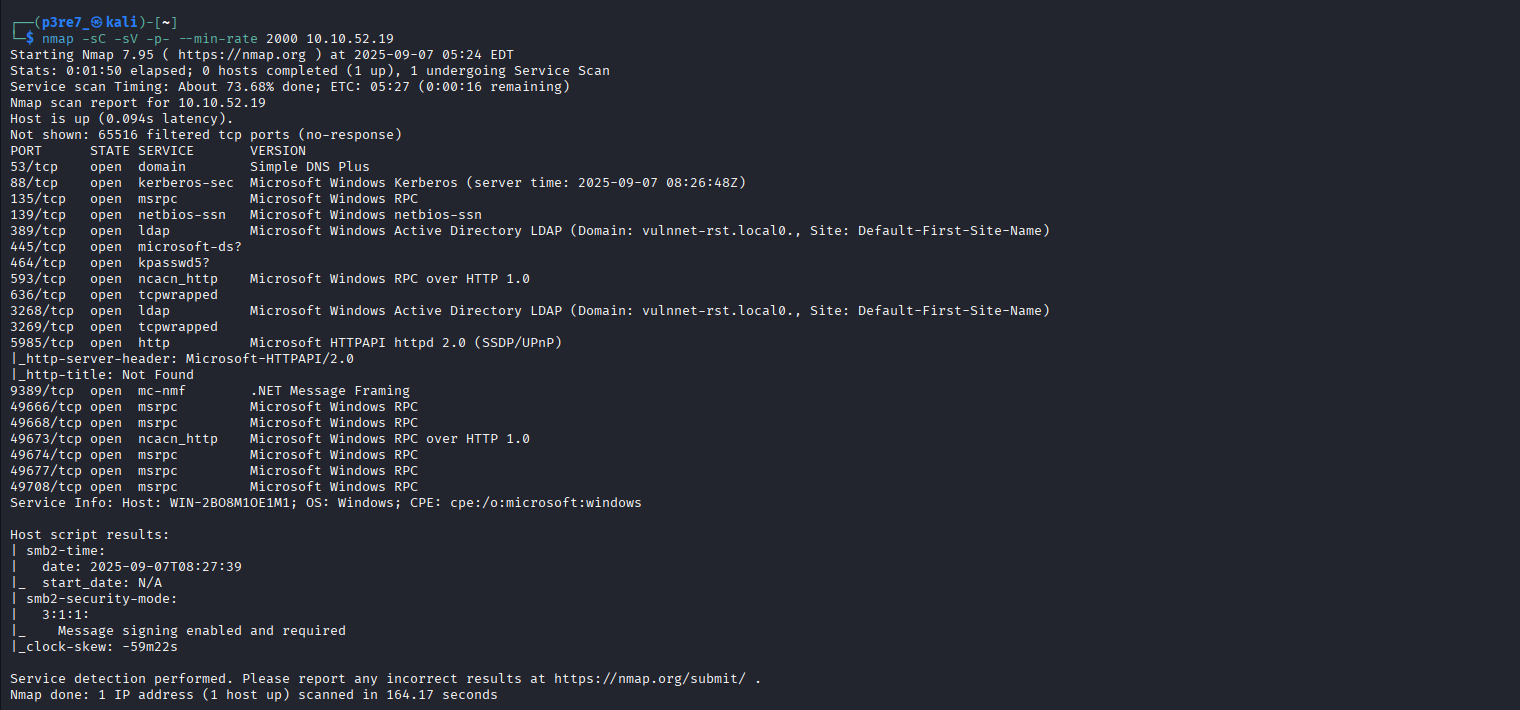 ┌──(p3re7_㉿kali)-[~]
└─$ nmap -sC -sV -p- --min-rate 2000 10.10.52.19
Starting Nmap 7.95 ( https://nmap.org ) at 2025-09-07 05:24 EDT
Stats: 0:01:50 elapsed; 0 hosts completed (1 up), 1 undergoing Service Scan
Service scan Timing: About 73.68% done; ETC: 05:27 (0:00:16 remaining)
Nmap scan report for 10.10.52.19
Host is up (0.094s latency).
Not shown: 65516 filtered tcp ports (no-response)
PORT      STATE SERVICE       VERSION
53/tcp    open  domain        Simple DNS Plus
88/tcp    open  kerberos-sec  Microsoft Windows Kerberos (server time: 2025-09-07 08:26:48Z)
135/tcp   open  msrpc         Microsoft Windows RPC
139/tcp   open  netbios-ssn   Microsoft Windows netbios-ssn
389/tcp   open  ldap          Microsoft Windows Active Directory LDAP (Domain: vulnnet-rst.local0., Site: Default-First-Site-Name)
445/tcp   open  microsoft-ds?
464/tcp   open  kpasswd5?
593/tcp   open  ncacn_http    Microsoft Windows RPC over HTTP 1.0
636/tcp   open  tcpwrapped
3268/tcp  open  ldap          Microsoft Windows Active Directory LDAP (Domain: vulnnet-rst.local0., Site: Default-First-Site-Name)
3269/tcp  open  tcpwrapped
5985/tcp  open  http          Microsoft HTTPAPI httpd 2.0 (SSDP/UPnP)
|_http-server-header: Microsoft-HTTPAPI/2.0
|_http-title: Not Found
9389/tcp  open  mc-nmf        .NET Message Framing
49666/tcp open  msrpc         Microsoft Windows RPC
49668/tcp open  msrpc         Microsoft Windows RPC
49673/tcp open  ncacn_http    Microsoft Windows RPC over HTTP 1.0
49674/tcp open  msrpc         Microsoft Windows RPC
49677/tcp open  msrpc         Microsoft Windows RPC
49708/tcp open  msrpc         Microsoft Windows RPC
Service Info: Host: WIN-2BO8M1OE1M1; OS: Windows; CPE: cpe:/o:microsoft:windows

Host script results:
| smb2-time:
|   date: 2025-09-07T08:27:39
|_  start_date: N/A
| smb2-security-mode:
|   3:1:1:
|_    Message signing enabled and required
|_clock-skew: -59m22s

Service detection performed. Please report any incorrect results at https://nmap.org/submit/ .
Nmap done: 1 IP address (1 host up) scanned in 164.17 seconds